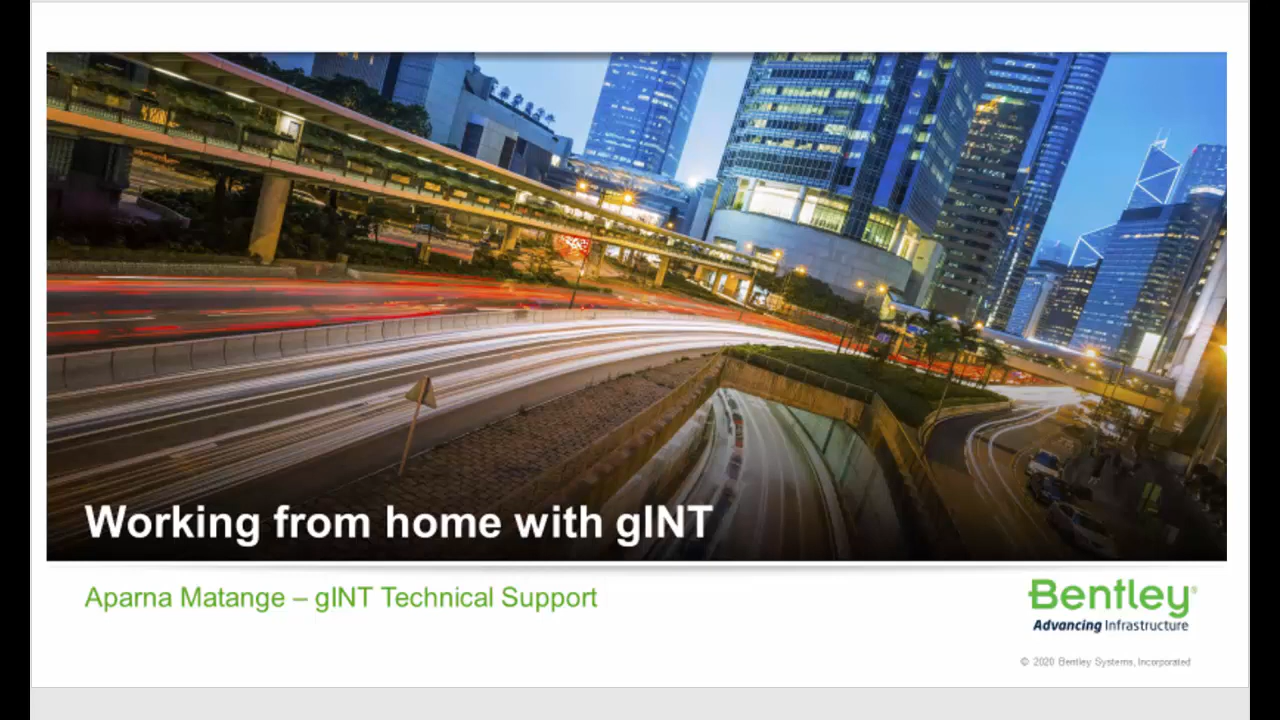 Working from home with gINT
Aparna Matange – gINT Technical Support
Bentley®
Advancing Infrastructure
© 2020 Bentley Systems, Incorporated